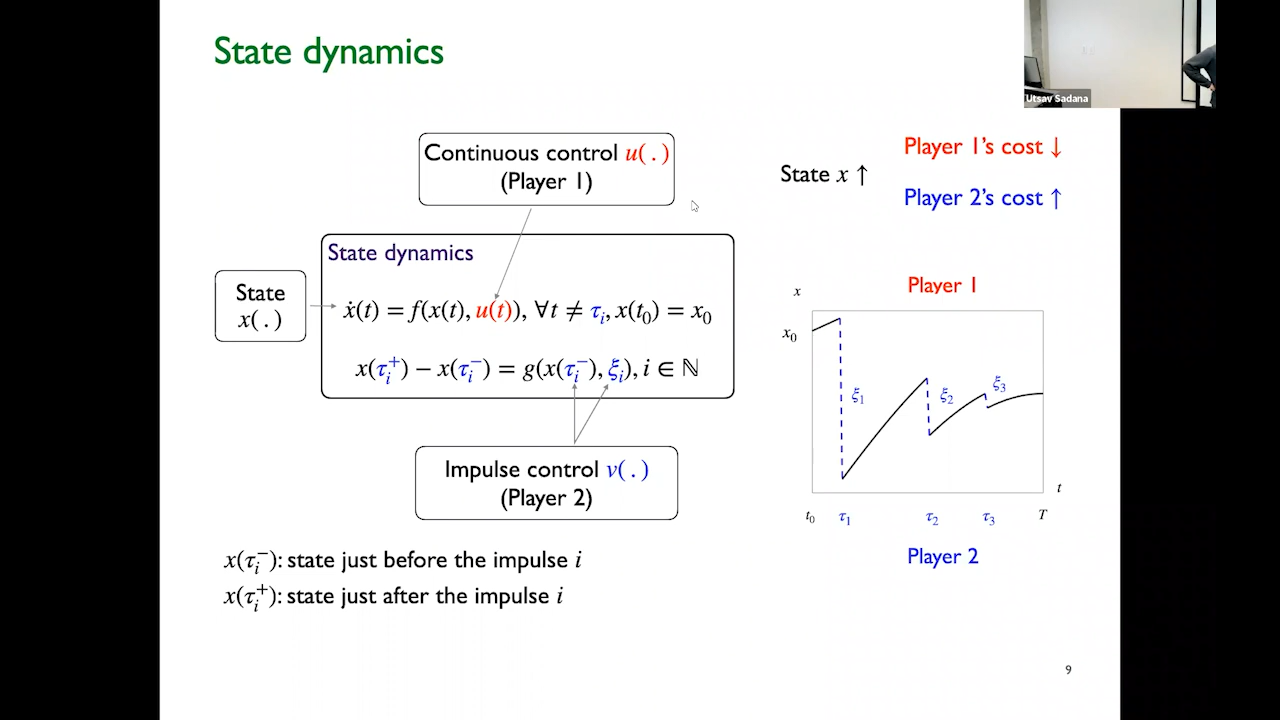 State dynamics
Utsav Sadana
Continuous control u(.)
(Player 1)
State x ↑
Player 1's cost ↓
Player 2's cost ↑
State dynamics
State
x(.)
ẋ(t) = f(x(t), u(t)), ∀t ≠ τᵢ, x(t₀) = x₀
x(τᵢ⁺) − x(τᵢ⁻) = g(x(τᵢ⁻), ξᵢ), i ∈ ℕ
Impulse control v(.)
(Player 2)
x(τᵢ⁻): state just before the impulse i
x(τᵢ⁺): state just after the impulse i
Player 1
x
x₀
ξ₁
ξ₂
ξ₃
t
t₀ τ₁ τ₂ τ₃ T
Player 2
9